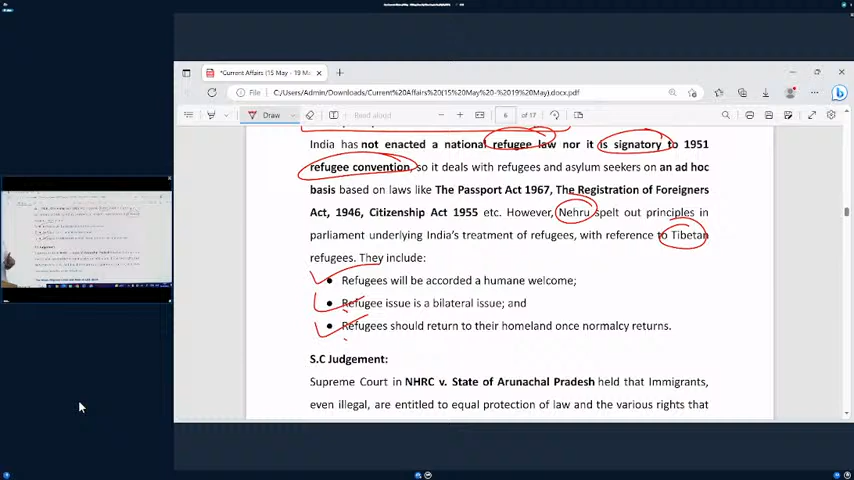 *Current Affairs (15 May - 19 M
C:/Users/Admin/Downloads/Current%20Affairs%20(15%20May%20-%2019%20May).docx.pdf
Draw
Read aloud
6 of 17
India has not enacted a national refugee law nor it is signatory to 1951
refugee convention, so it deals with refugees and asylum seekers on an ad hoc
basis based on laws like The Passport Act 1967, The Registration of Foreigners
Act, 1946, Citizenship Act 1955 etc. However, Nehru spelt out principles in
parliament underlying India's treatment of refugees, with reference to Tibetan
refugees. They include:
● Refugees will be accorded a humane welcome;
● Refugee issue is a bilateral issue; and
● Refugees should return to their homeland once normalcy returns.
S.C Judgement:
Supreme Court in NHRC v. State of Arunachal Pradesh held that Immigrants,
even illegal, are entitled to equal protection of law and the various rights that